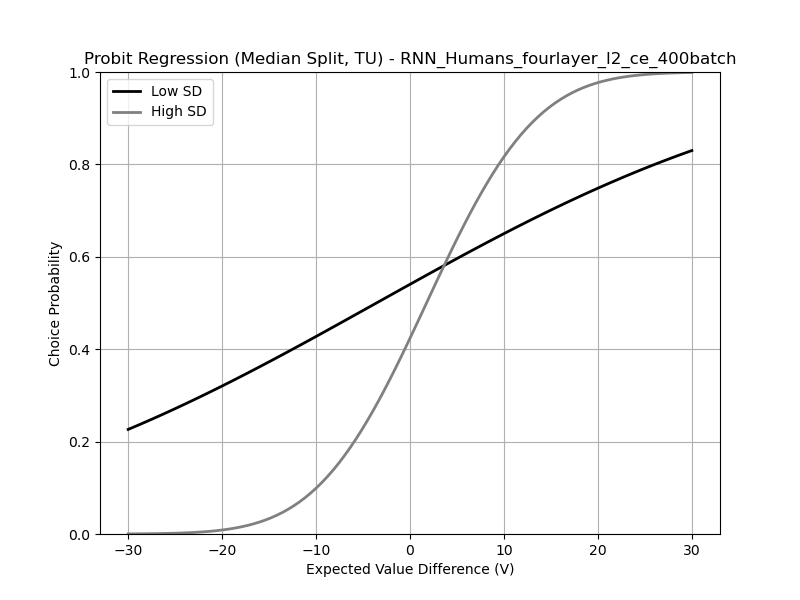 Probit Regression (Median Split, TU) - RNN_Humans_fourlayer_l2_ce_400batch
1.0
0.8
0.6
0.4
0.2
0.0
Choice Probability
Low SD
High SD
−30
−20
−10
0
10
20
30
Expected Value Difference (V)